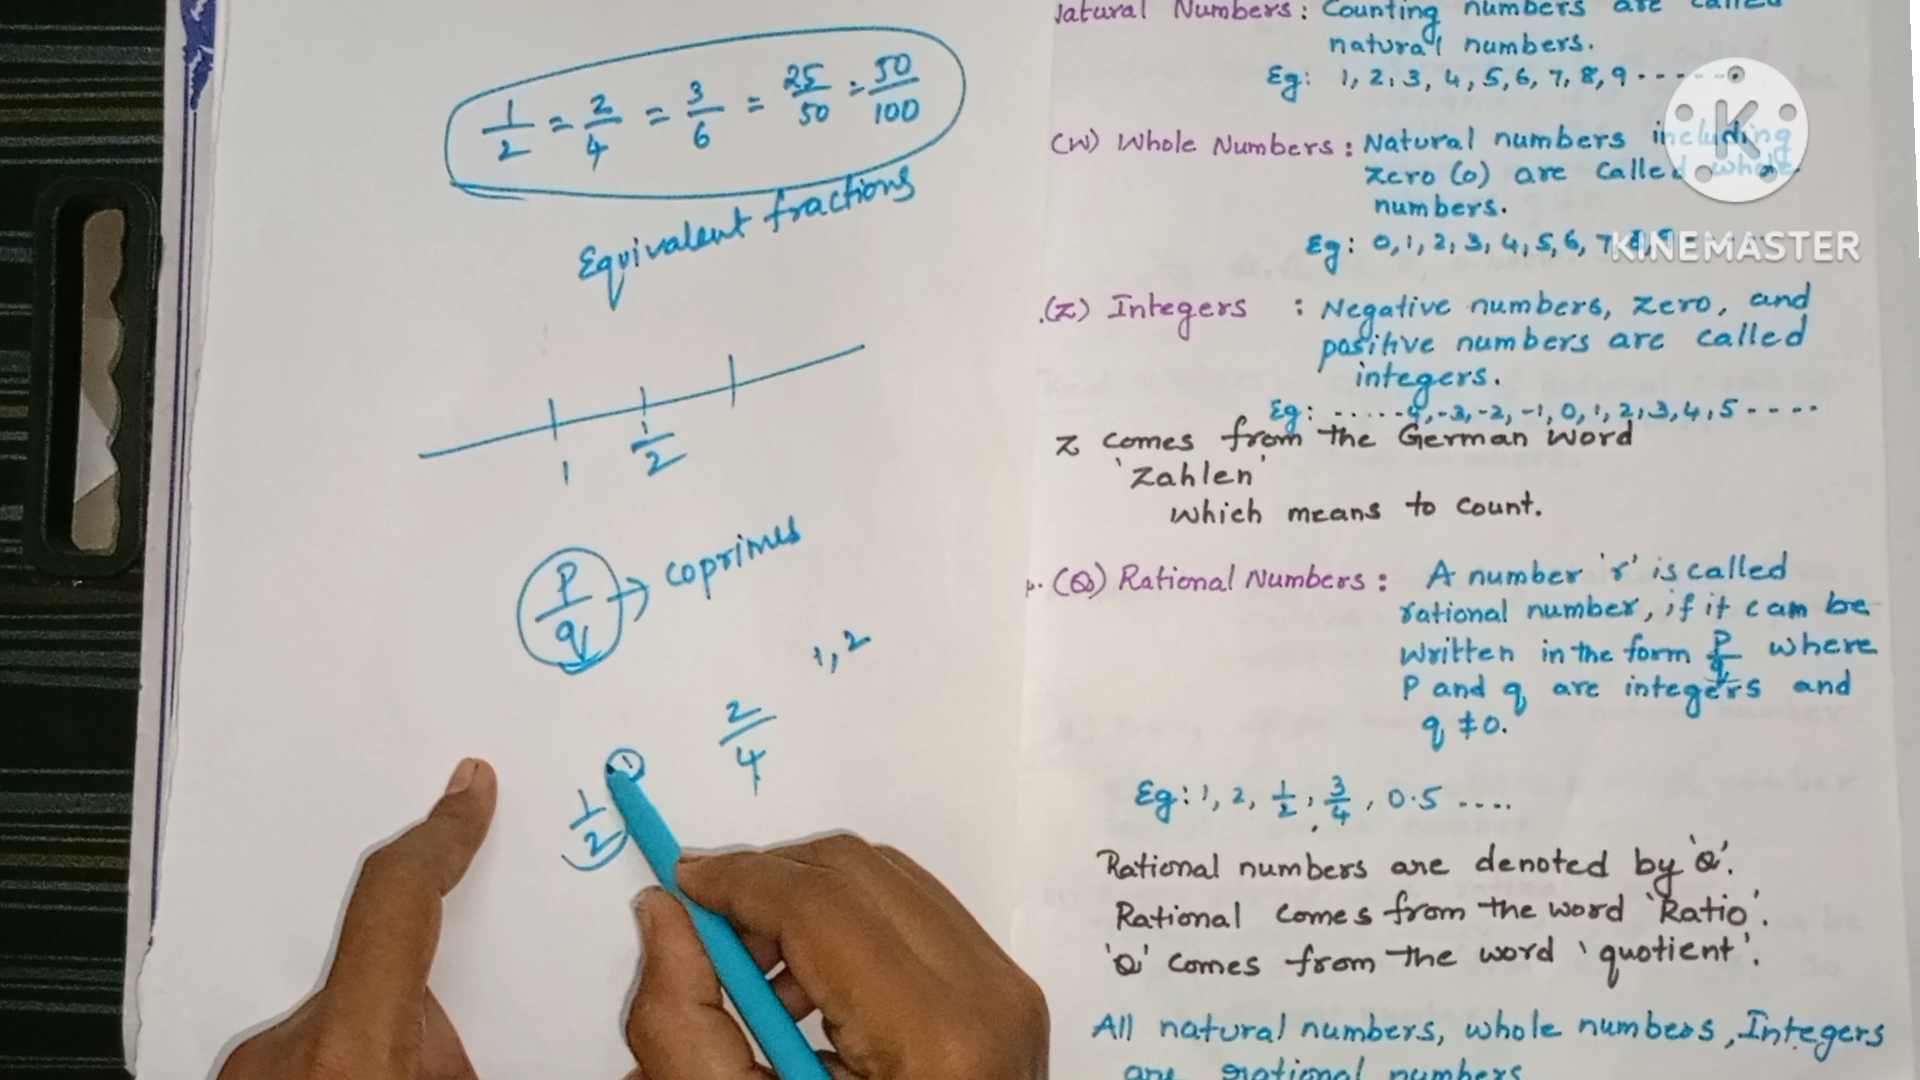 1/2 = 2/4 = 3/6 = 25/50 = 50/100
Equivalent fractions
1 1/2
P/q → coprimes
1, 2
2/4
1
1/2
Natural Numbers : Counting numbers are called
natural numbers.
Eg: 1, 2, 3, 4, 5, 6, 7, 8, 9 ------
(W) Whole Numbers : Natural numbers including
zero (0) are called whole
numbers.
Eg: 0, 1, 2, 3, 4, 5, 6, 7, 8, 9
K
KINEMASTER
(Z) Integers : Negative numbers, zero, and
positive numbers are called
integers.
Eg: .....-4, -3, -2, -1, 0, 1, 2, 3, 4, 5 -----
Z comes from the German word
'Zahlen'
which means to count.
(Q) Rational Numbers : A number 'r' is called
rational number, if it can be
written in the form P/q where
P and q are integers and
q ≠ 0.
Eg: 1, 2, 1/2, 3/4, 0.5 ....
Rational numbers are denoted by 'Q'.
Rational comes from the word 'Ratio'.
'Q' comes from the word 'quotient'.
All natural numbers, whole numbers, Integers
are rational numbers